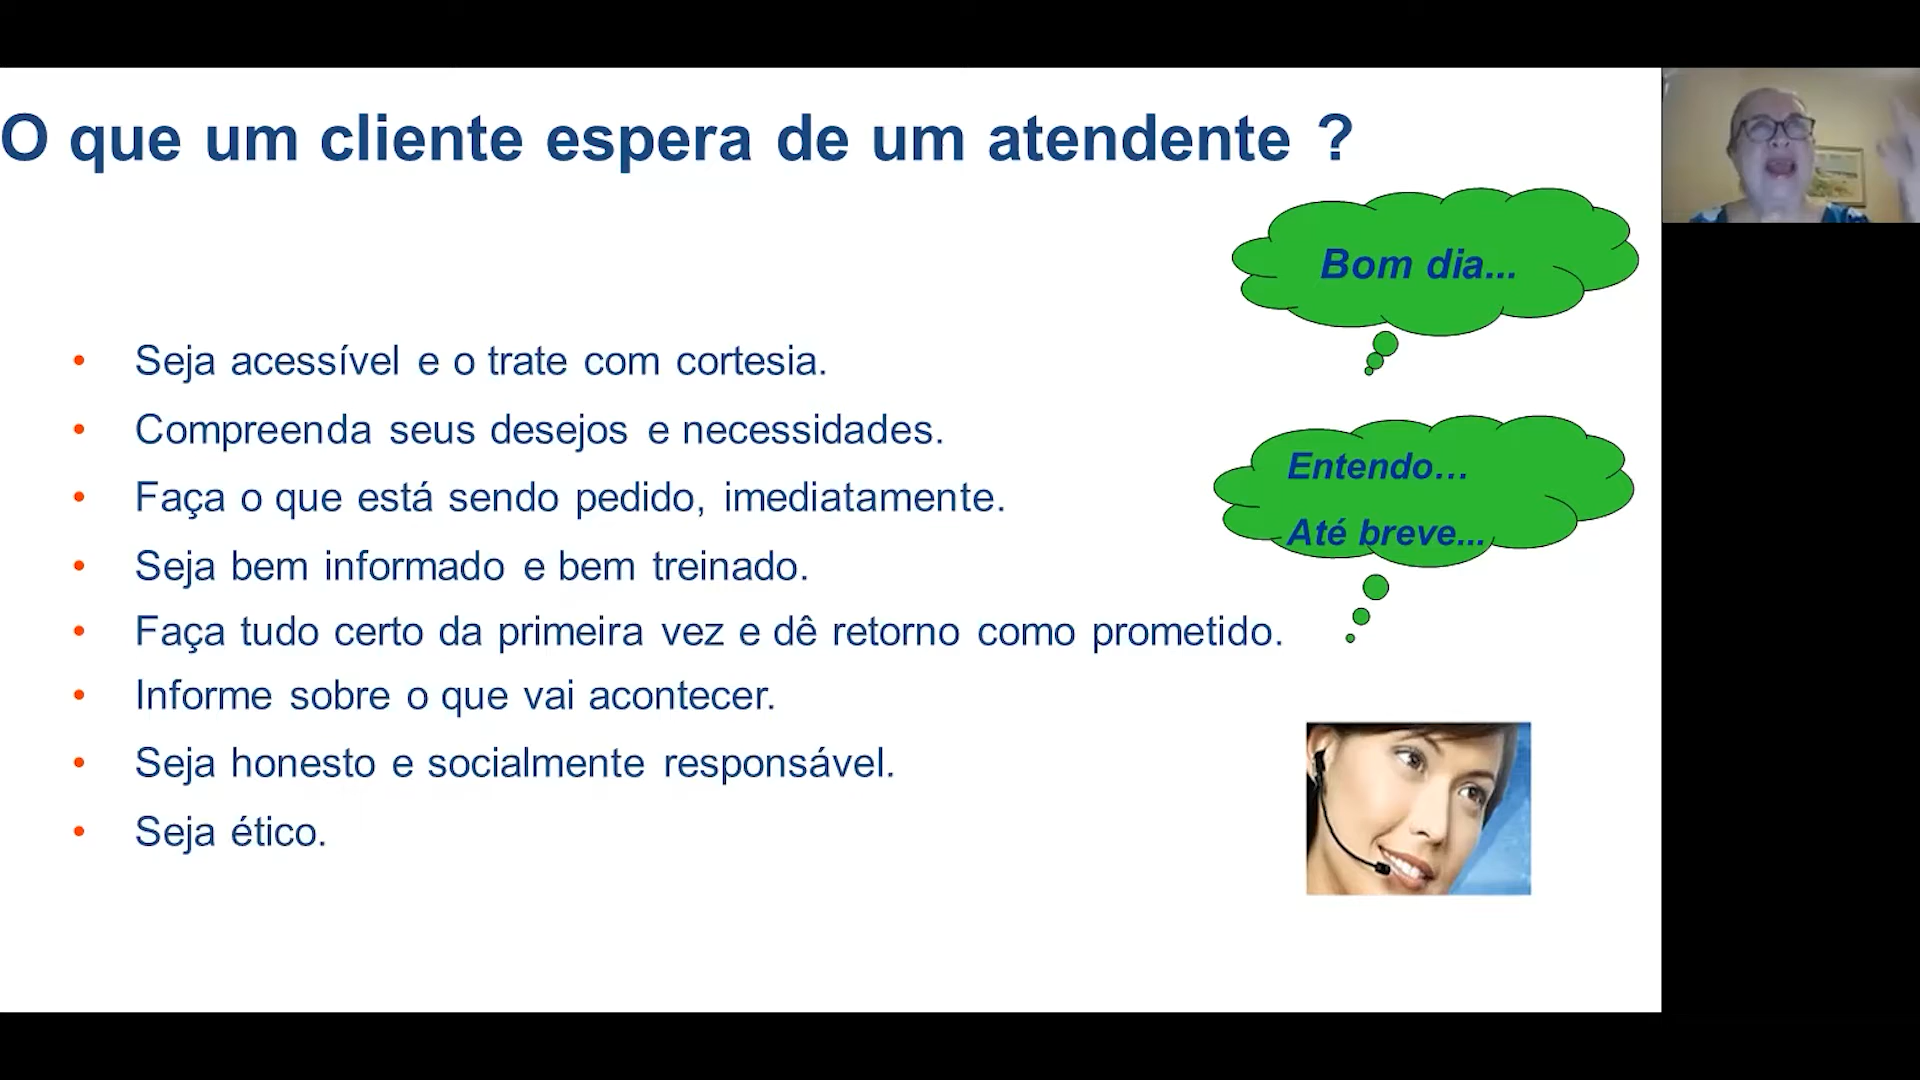 O que um cliente espera de um atendente ?
Bom dia...
• Seja acessível e o trate com cortesia.
• Compreenda seus desejos e necessidades.
• Faça o que está sendo pedido, imediatamente.
• Seja bem informado e bem treinado.
• Faça tudo certo da primeira vez e dê retorno como prometido.
• Informe sobre o que vai acontecer.
• Seja honesto e socialmente responsável.
• Seja ético.
Entendo...
Até breve...